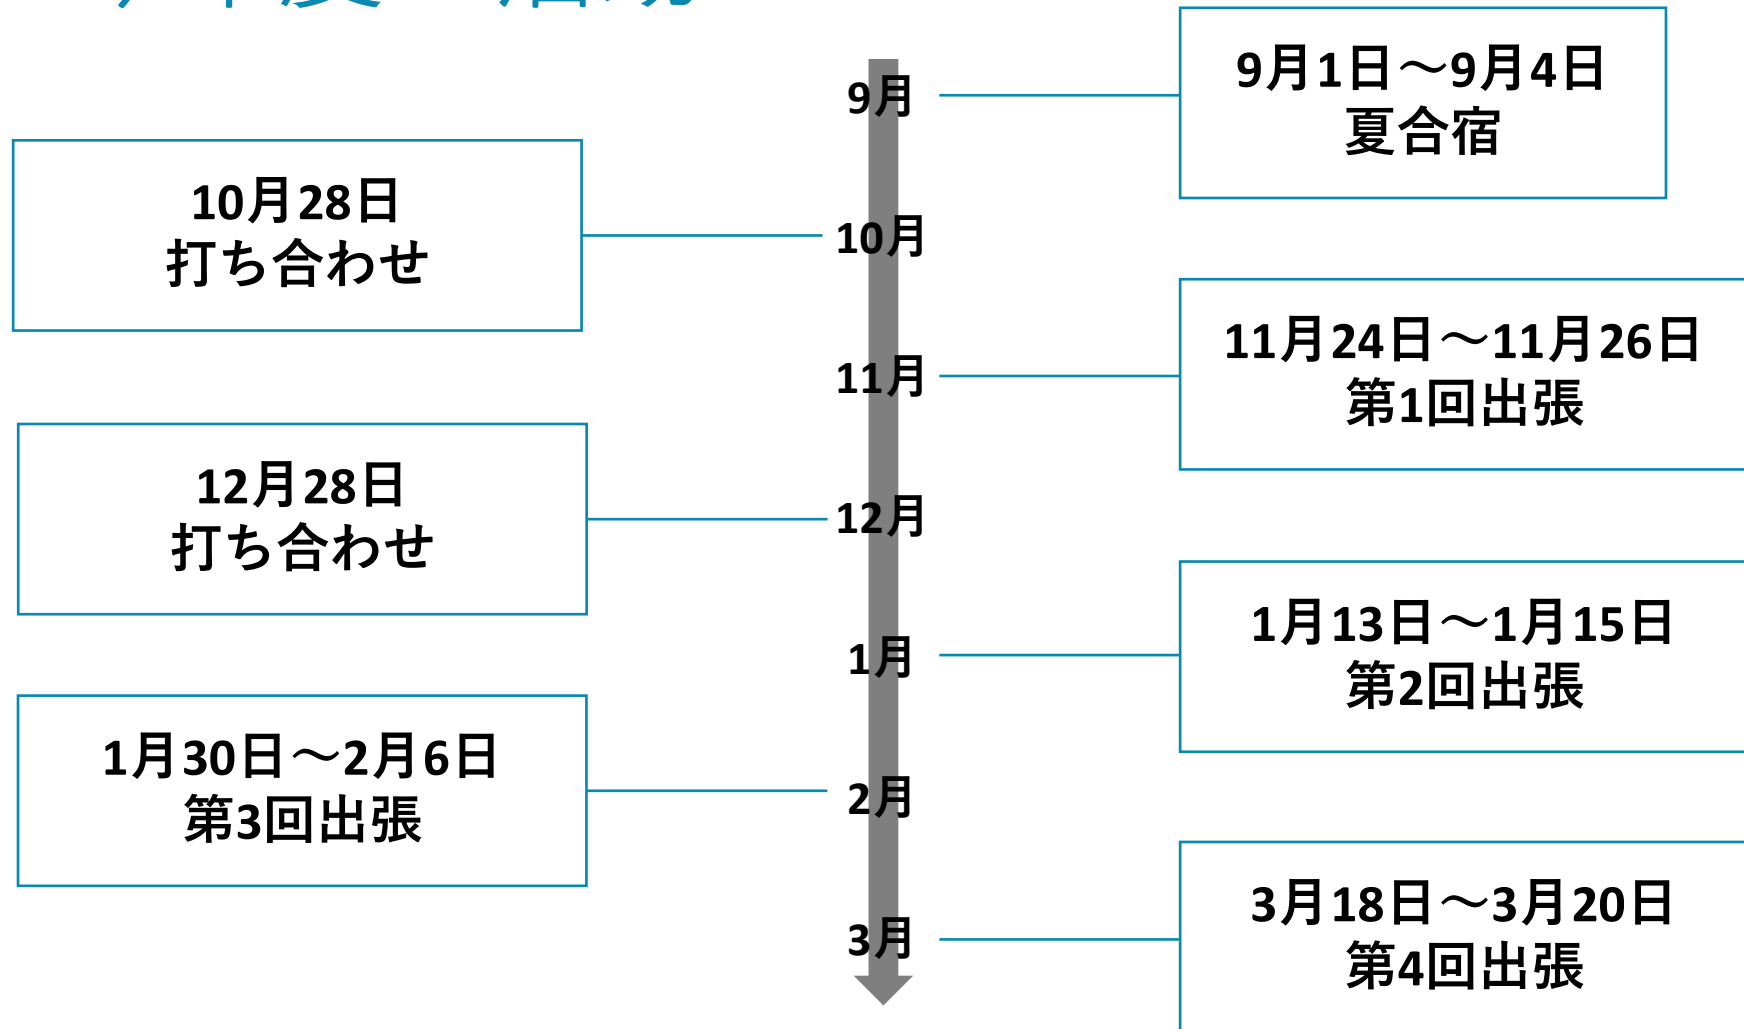 9月
9月1日～9月4日
夏合宿
10月28日
打ち合わせ
10月
11月
11月24日～11月26日
第1回出張
12月28日
打ち合わせ
12月
1月
1月13日～1月15日
第2回出張
1月30日～2月6日
第3回出張
2月
3月
3月18日～3月20日
第4回出張